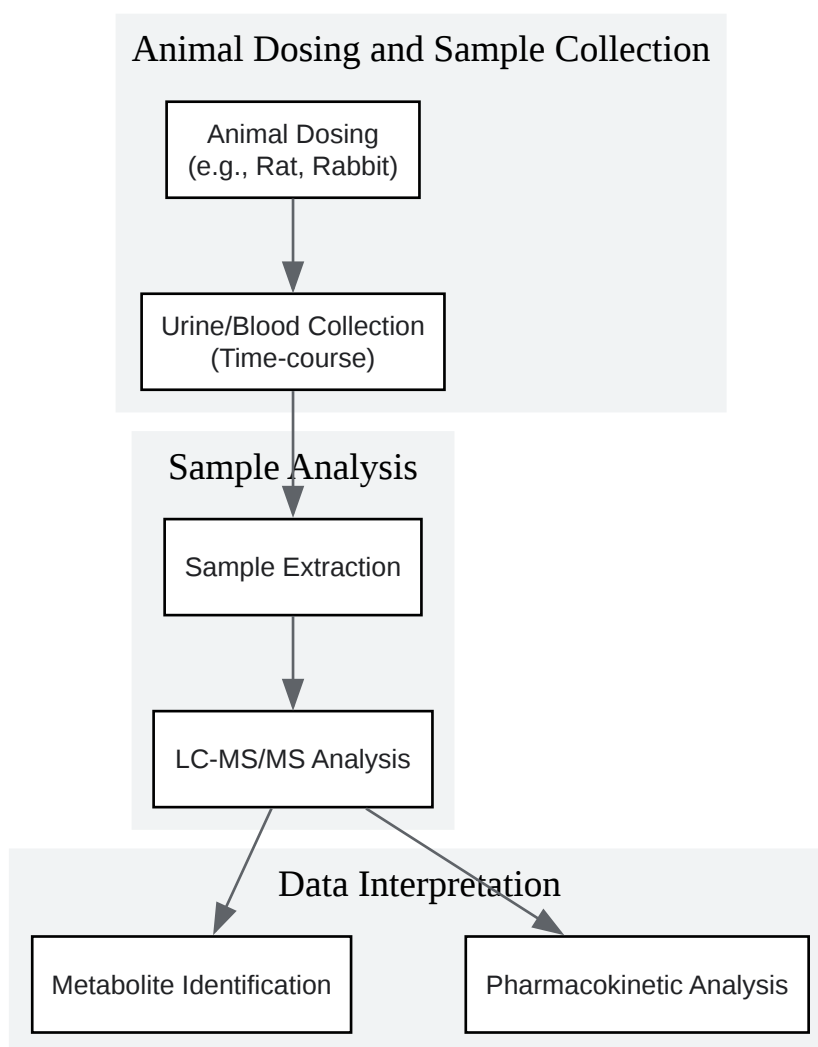 Animal Dosing and Sample Collection
Animal Dosing
(e.g., Rat, Rabbit)
Urine/Blood Collection
(Time-course)
Sample Analysis
Sample Extraction
LC-MS/MS Analysis
Data Interpretation
Metabolite Identification
Pharmacokinetic Analysis